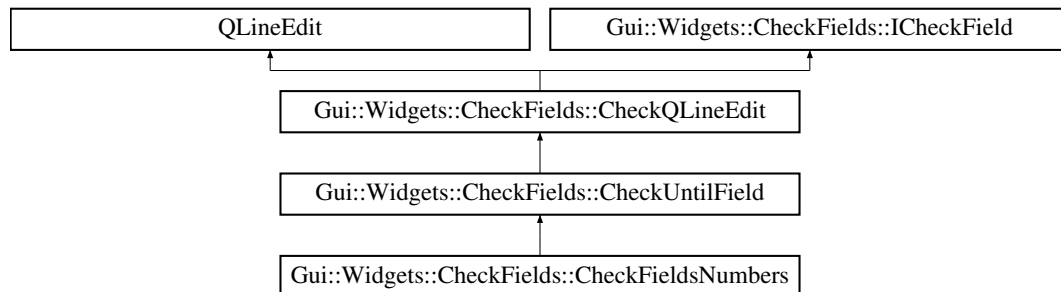 QLineEdit
Gui::Widgets::CheckFields::ICheckField
Gui::Widgets::CheckFields::CheckQLineEdit
Gui::Widgets::CheckFields::CheckUntilField
Gui::Widgets::CheckFields::CheckFieldsNumbers